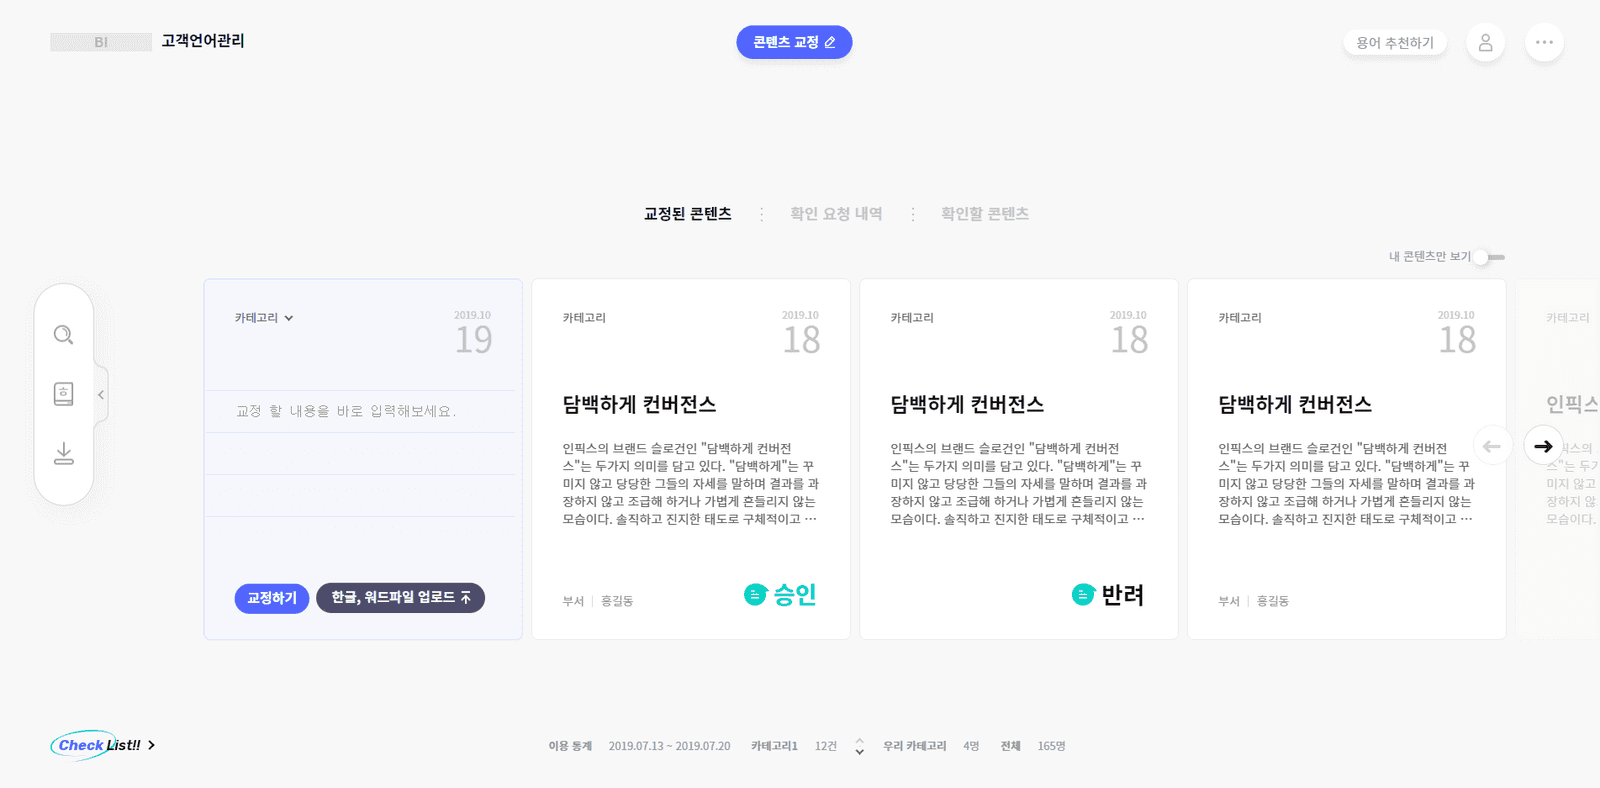 BI 고객언어관리
콘텐츠 교정
용어 추천하기
교정된 콘텐츠
확인 요청 내역
확인할 콘텐츠
내 콘텐츠만 보기
카테고리
2019.10
19
교정 할 내용을 바로 입력해보세요.
교정하기
한글, 워드파일 업로드
카테고리
2019.10
18
담백하게 컨버전스
인픽스의 브랜드 슬로건인 "담백하게 컨버전
스"는 두가지 의미를 담고 있다. "담백하게"는 꾸
미지 않고 당당한 그들의 자세를 말하며 결과를 과
장하지 않고 조급해 하거나 가볍게 흔들리지 않는
모습이다. 솔직하고 진지한 태도로 구체적이고 ···
부서 | 홍길동
승인
카테고리
2019.10
18
담백하게 컨버전스
인픽스의 브랜드 슬로건인 "담백하게 컨버전
스"는 두가지 의미를 담고 있다. "담백하게"는 꾸
미지 않고 당당한 그들의 자세를 말하며 결과를 과
장하지 않고 조급해 하거나 가볍게 흔들리지 않는
모습이다. 솔직하고 진지한 태도로 구체적이고 ···
반려
카테고리
2019.10
18
담백하게 컨버전스
인픽스의 브랜드 슬로건인 "담백하게 컨버전
스"는 두가지 의미를 담고 있다. "담백하게"는 꾸
미지 않고 당당한 그들의 자세를 말하며 결과를 과
장하지 않고 조급해 하거나 가볍게 흔들리지 않는
모습이다. 솔직하고 진지한 태도로 구체적이고 ···
부서 | 홍길동
카테고리
인픽스
스"는 두가
미지 않고
장하지 않
모습이다.
Check List!!
이용 통계 2019.07.13 ~ 2019.07.20 카테고리1 12건 우리 카테고리 4명 전체 165명